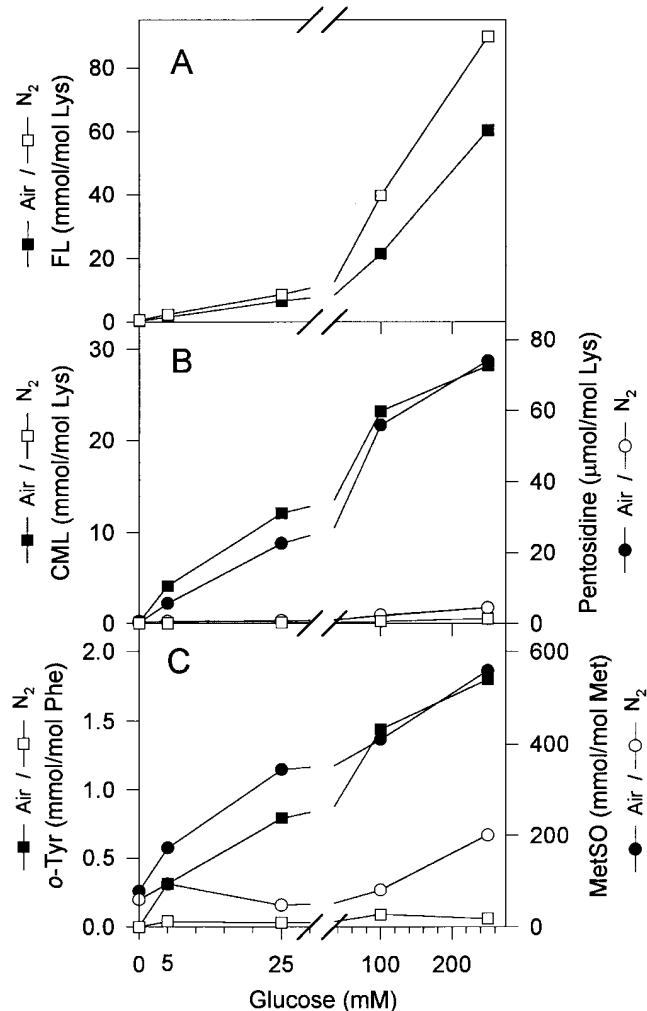 A
80
60
40
20
0
FL (mmol/mol Lys)
Air / N₂
B
30
20
10
0
CML (mmol/mol Lys)
Air / N₂
80
60
40
20
0
Pentosidine (μmol/mol Lys)
Air / N₂
C
2.0
1.5
1.0
0.5
0.0
o-Tyr (mmol/mol Phe)
Air / N₂
600
400
200
0
MetSO (mmol/mol Met)
Air / N₂
0 5 25 100 200
Glucose (mM)